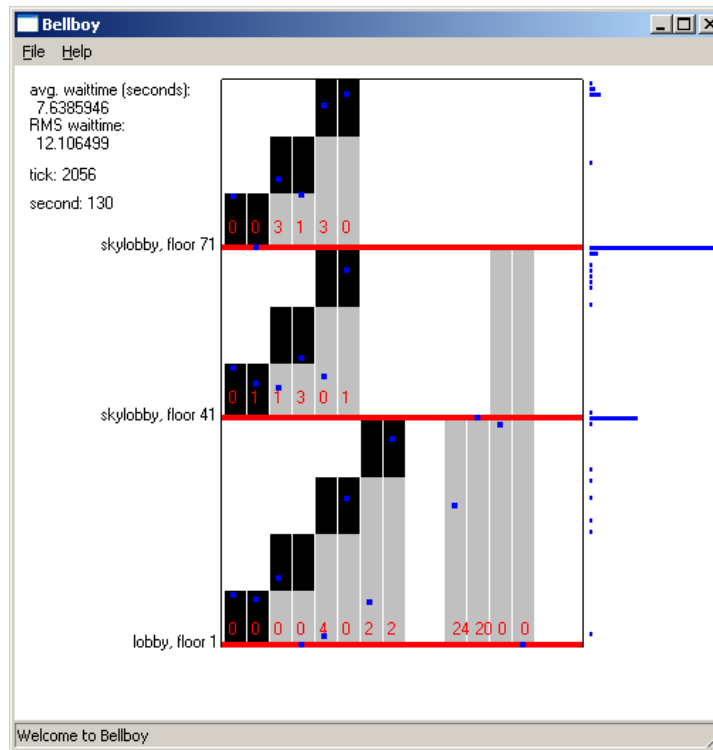 Bellboy
File Help
avg. waittime (seconds):
7.6385946
RMS waittime:
12.106499
tick: 2056
second: 130
0 0 3 1 3 0
skylobby, floor 71
0 1 1 3 0 1
skylobby, floor 41
0 0 0 0 4 0 2 2 24 20 0 0
lobby, floor 1
Welcome to Bellboy